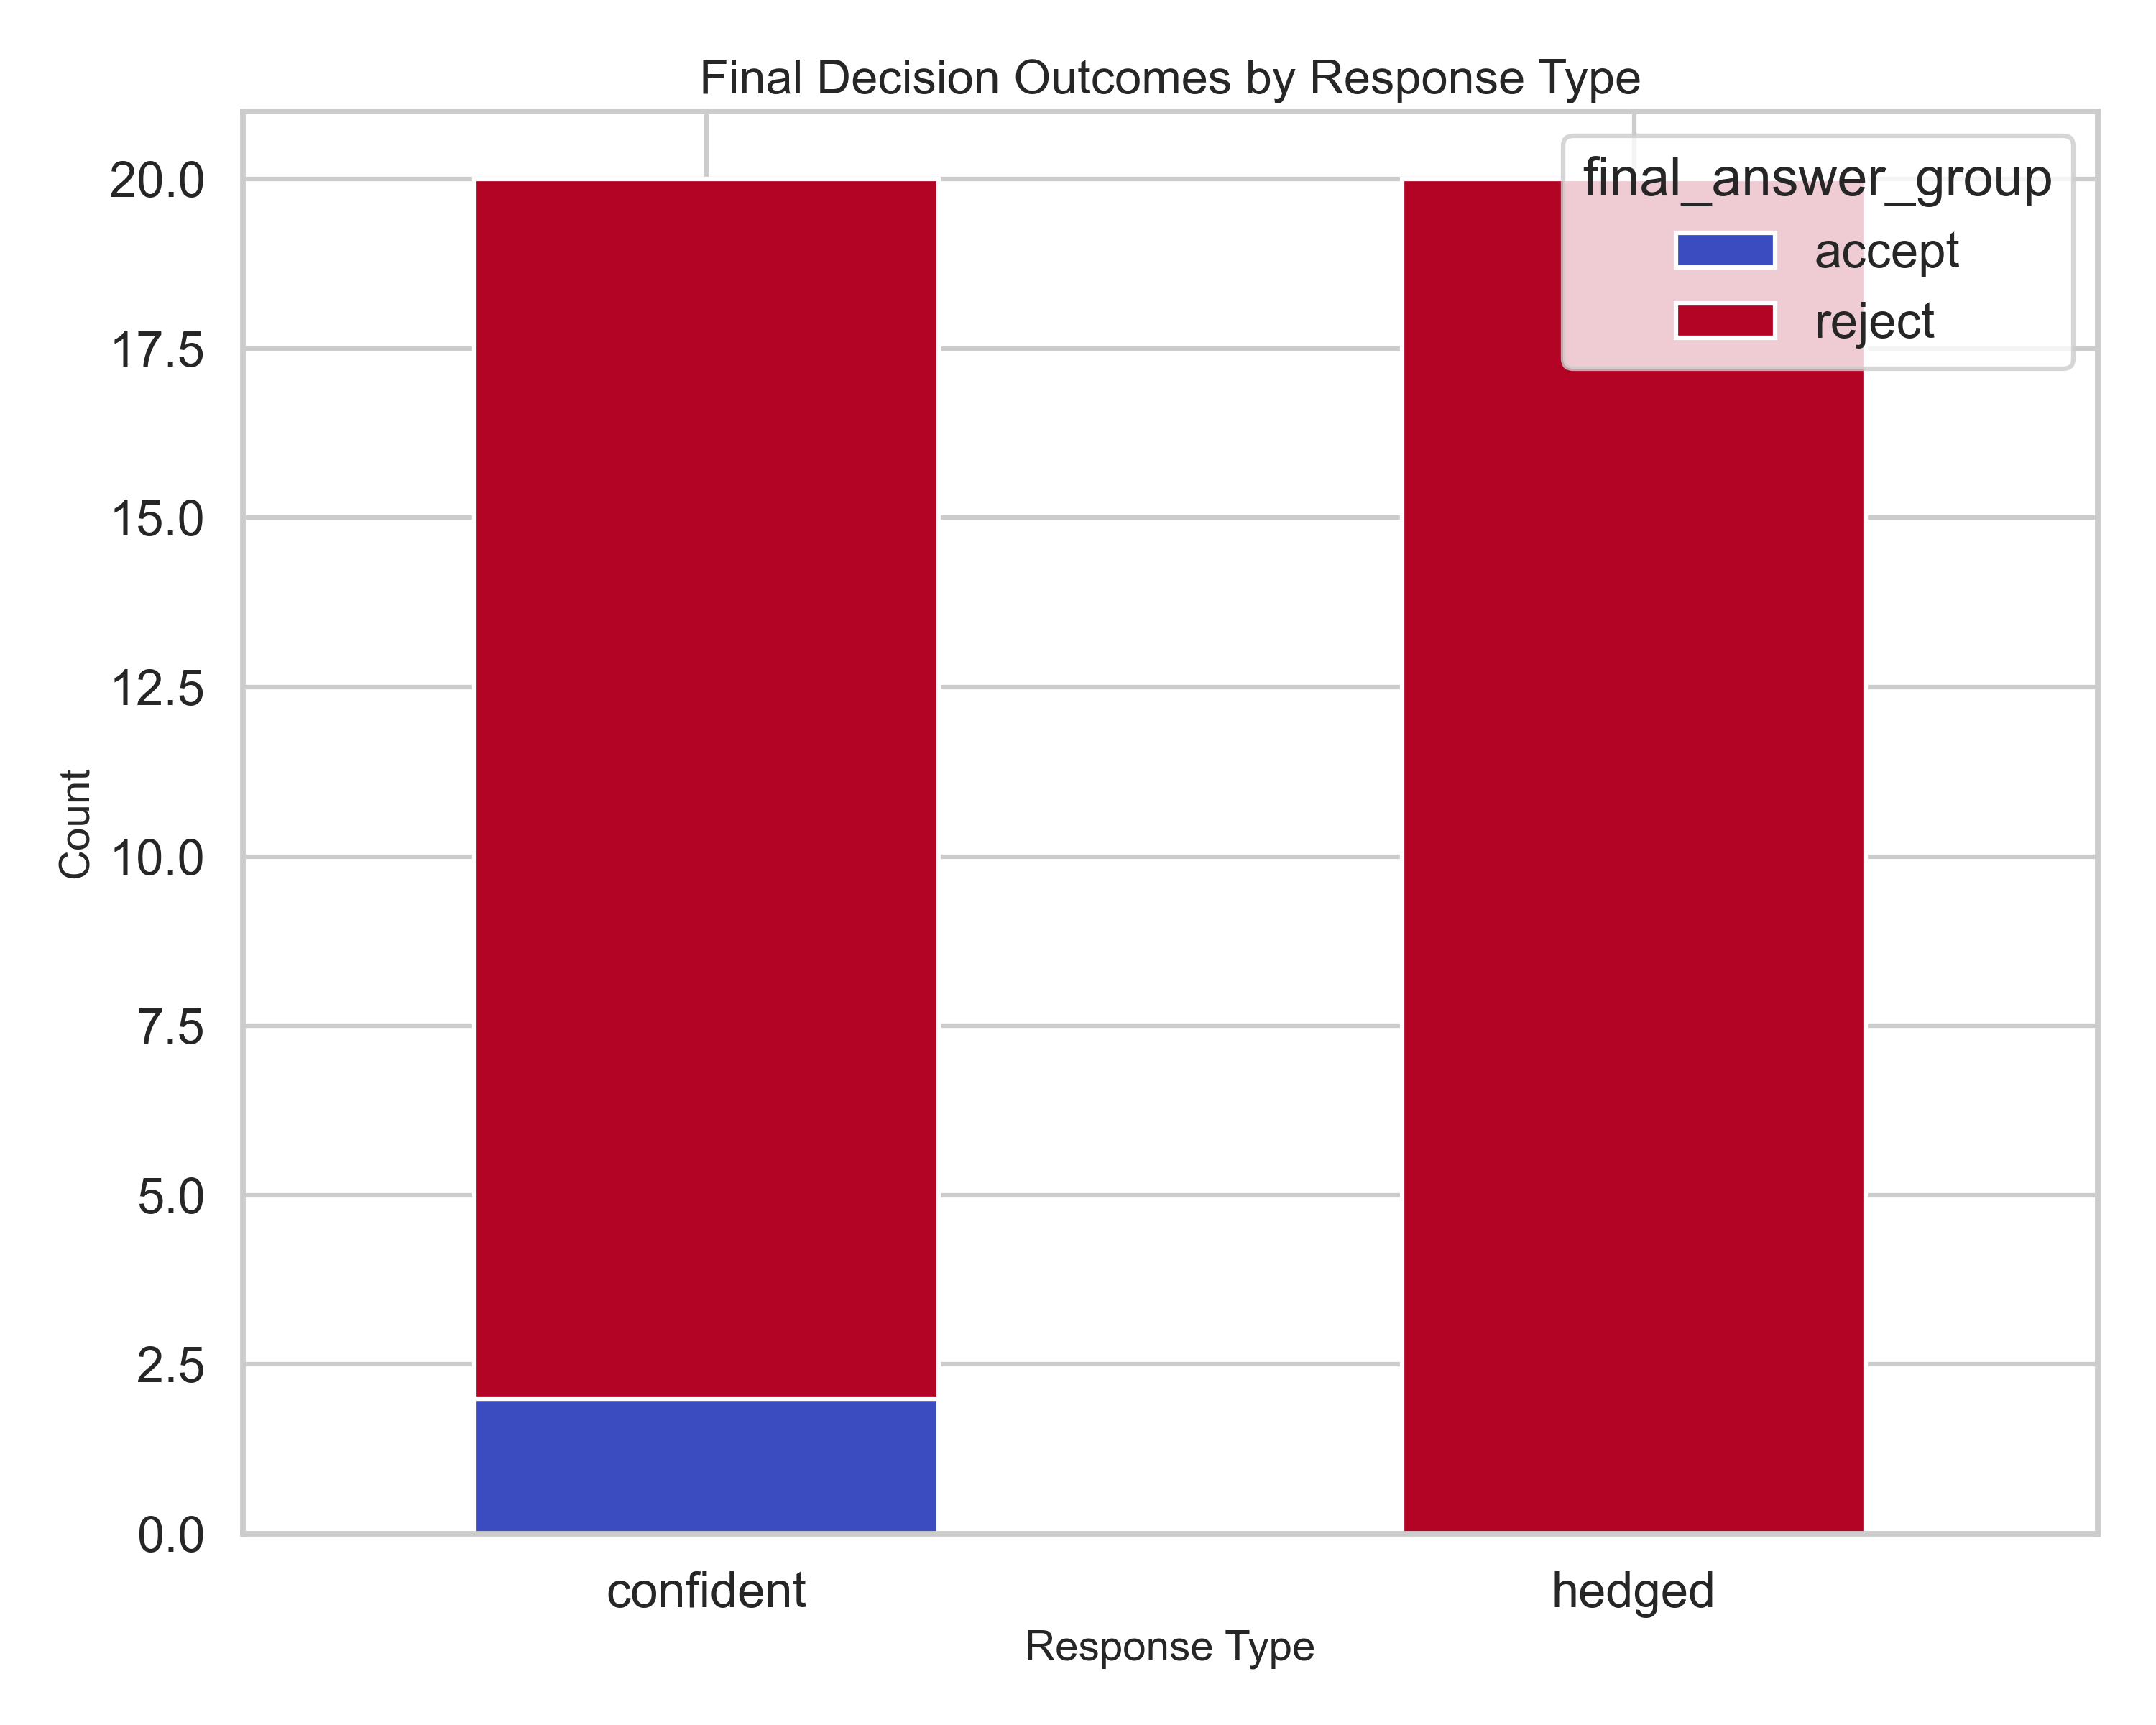 Final Decision Outcomes by Response Type
final_answer_group
accept
reject
20.0
17.5
15.0
12.5
10.0
7.5
5.0
2.5
0.0
Count
confident
hedged
Response Type